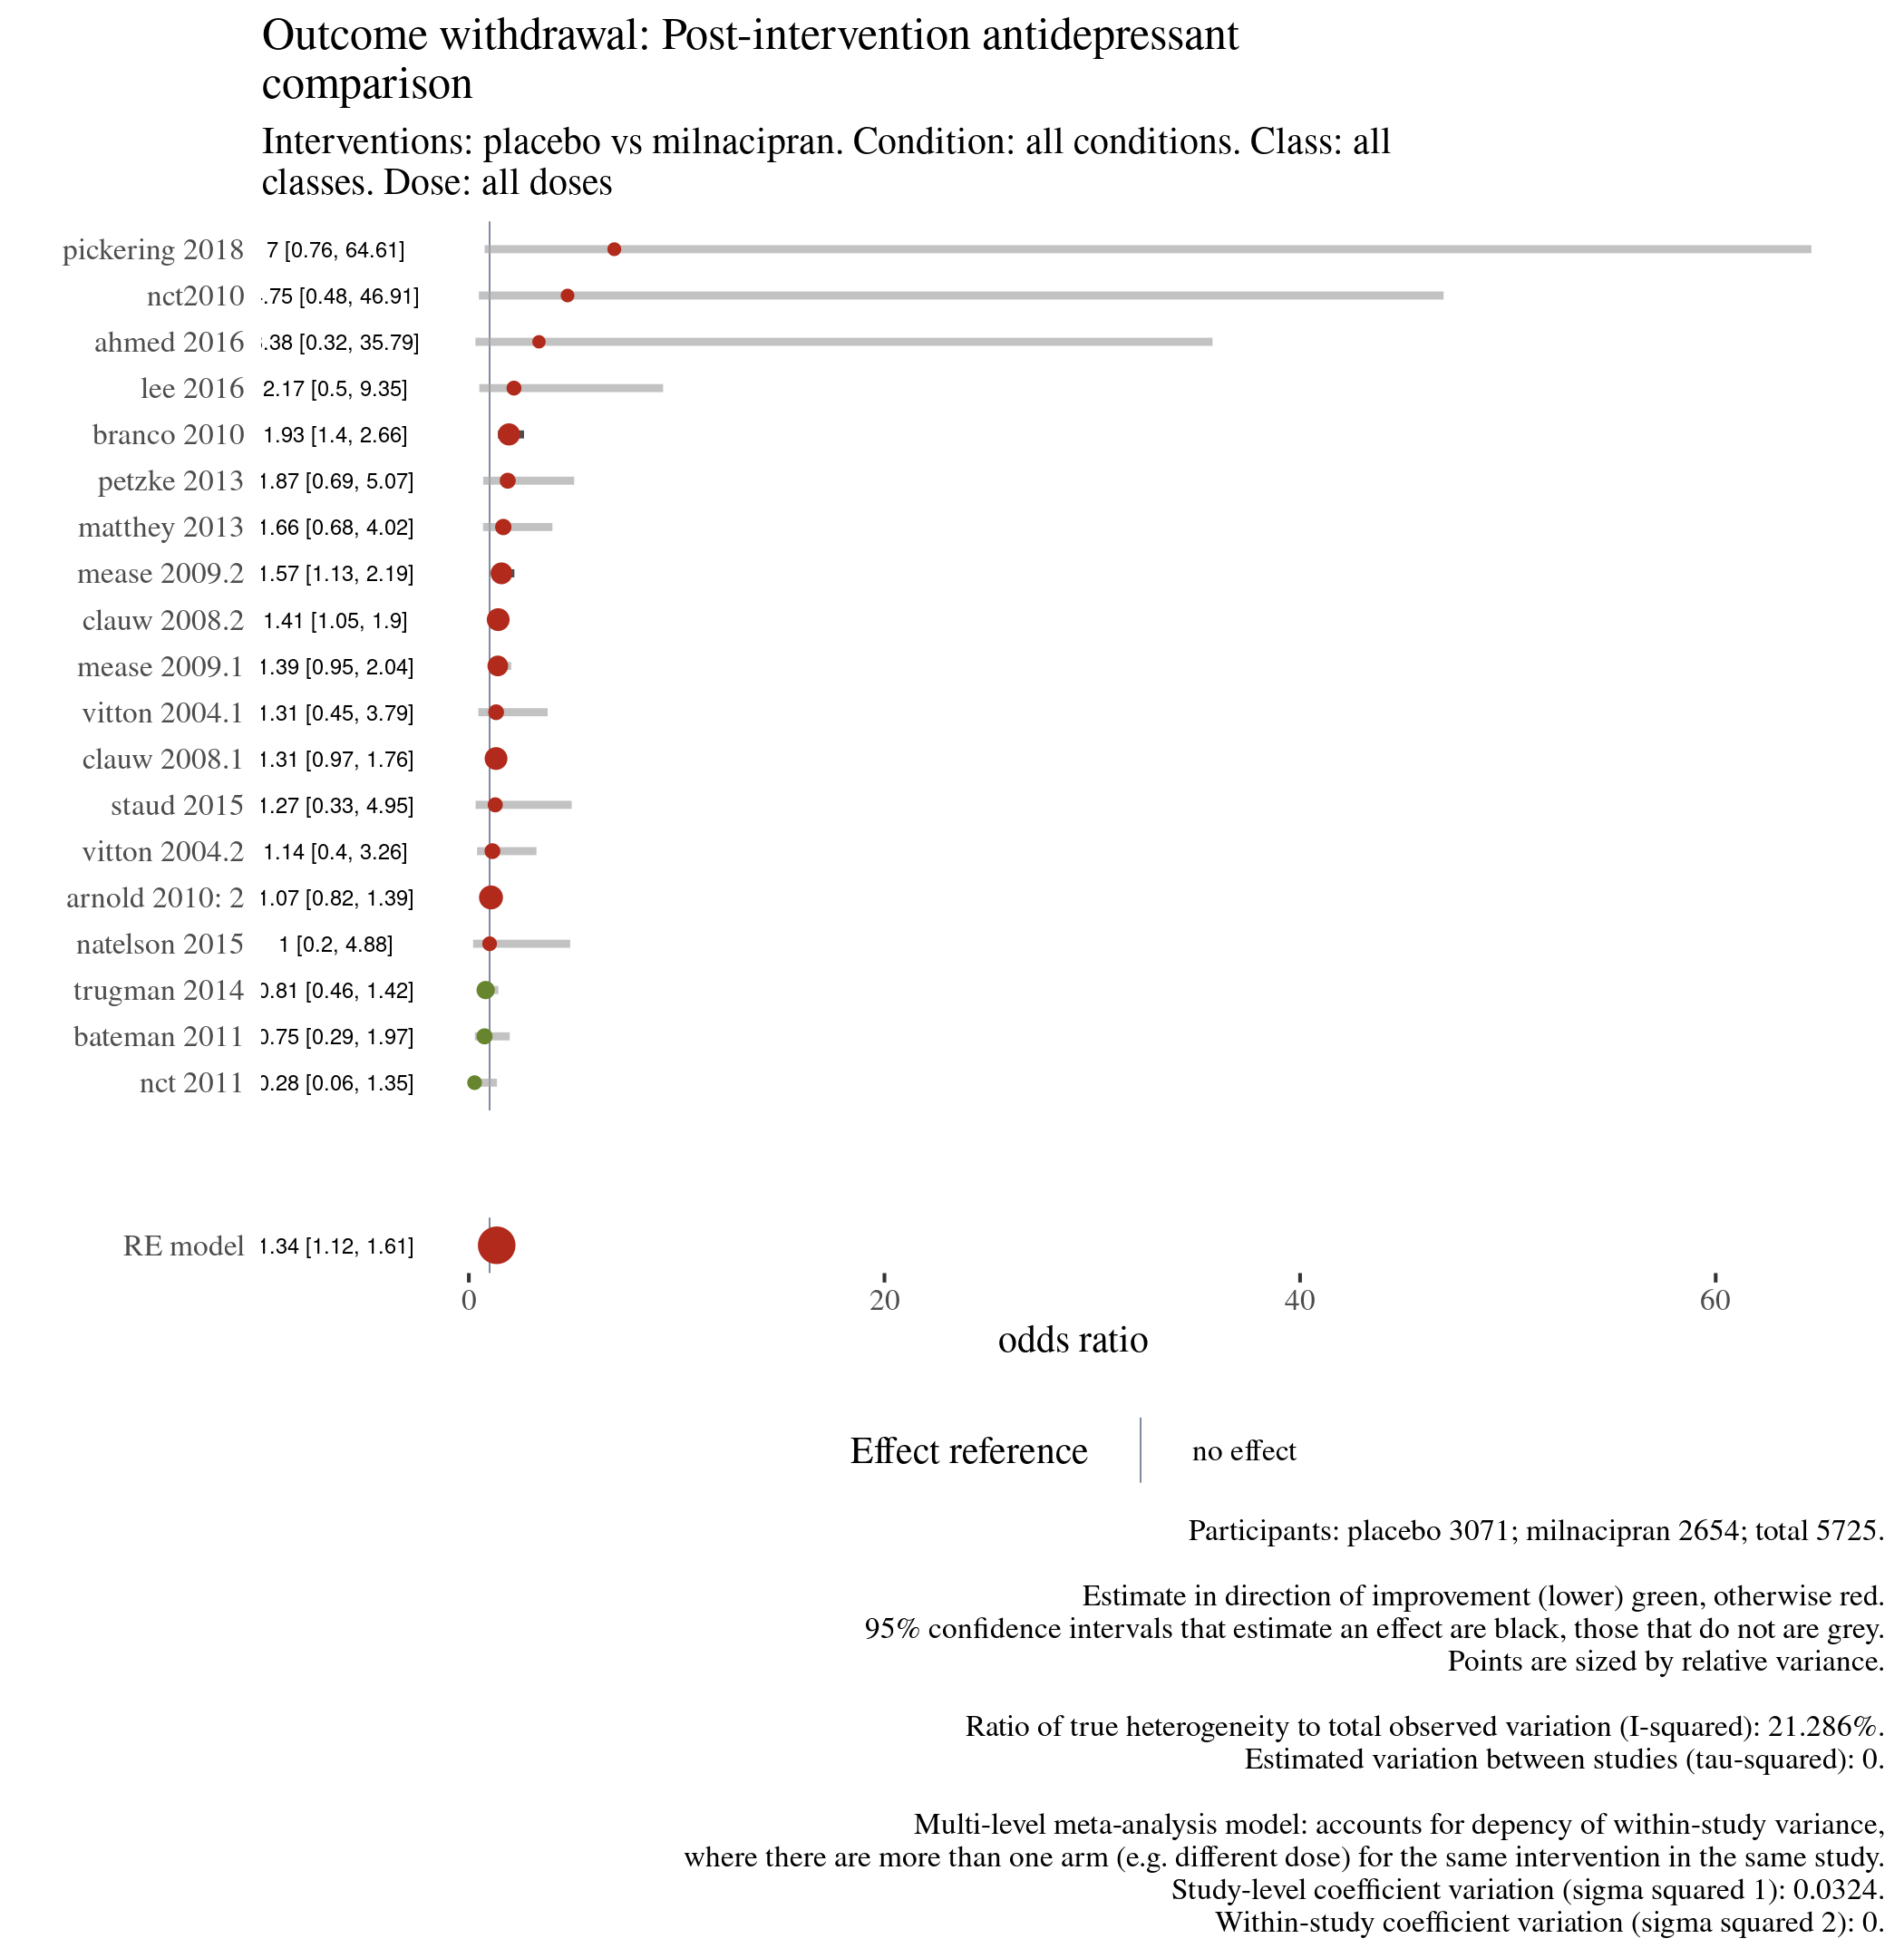 Outcome withdrawal: Post-intervention antidepressant
comparison
Interventions: placebo vs milnacipran. Condition: all conditions. Class: all
classes. Dose: all doses
pickering 2018 7 [0.76, 64.61]
nct2010 .75 [0.48, 46.91]
ahmed 2016 .38 [0.32, 35.79]
lee 2016 2.17 [0.5, 9.35]
branco 2010 1.93 [1.4, 2.66]
petzke 2013 1.87 [0.69, 5.07]
matthey 2013 1.66 [0.68, 4.02]
mease 2009.2 1.57 [1.13, 2.19]
clauw 2008.2 1.41 [1.05, 1.9]
mease 2009.1 1.39 [0.95, 2.04]
vitton 2004.1 1.31 [0.45, 3.79]
clauw 2008.1 1.31 [0.97, 1.76]
staud 2015 1.27 [0.33, 4.95]
vitton 2004.2 1.14 [0.4, 3.26]
arnold 2010: 2 1.07 [0.82, 1.39]
natelson 2015 1 [0.2, 4.88]
trugman 2014 0.81 [0.46, 1.42]
bateman 2011 0.75 [0.29, 1.97]
nct 2011 0.28 [0.06, 1.35]
RE model 1.34 [1.12, 1.61]
0 20 40 60
odds ratio
Effect reference no effect
Participants: placebo 3071; milnacipran 2654; total 5725.
Estimate in direction of improvement (lower) green, otherwise red.
95% confidence intervals that estimate an effect are black, those that do not are grey.
Points are sized by relative variance.
Ratio of true heterogeneity to total observed variation (I-squared): 21.286%.
Estimated variation between studies (tau-squared): 0.
Multi-level meta-analysis model: accounts for depency of within-study variance,
where there are more than one arm (e.g. different dose) for the same intervention in the same study.
Study-level coefficient variation (sigma squared 1): 0.0324.
Within-study coefficient variation (sigma squared 2): 0.